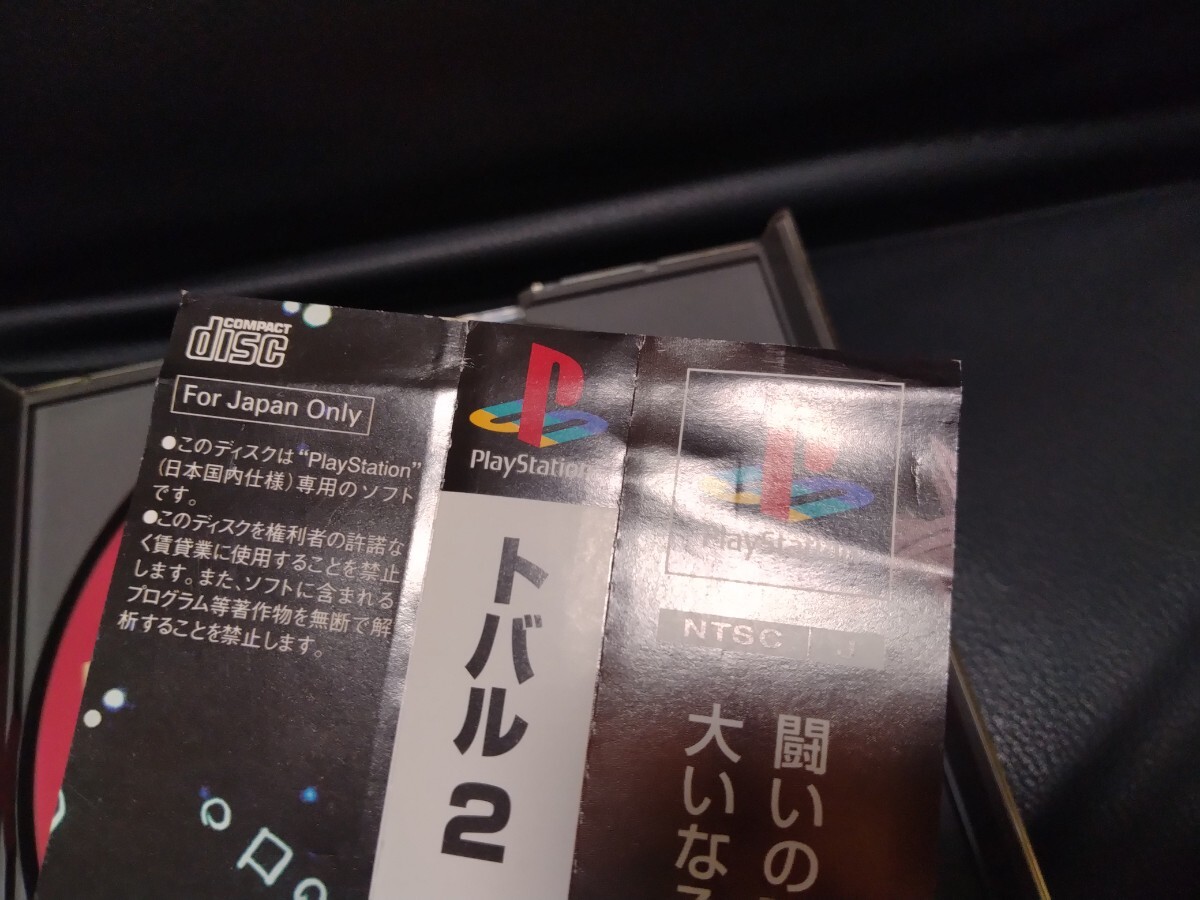 COMPACT
disc
For Japan Only
●このディスクは“PlayStation”
(日本国内仕様)専用のソフト
です。
●このディスクを権利者の許諾な
く賃貸業に使用することを禁止
します。また、ソフトに含まれる
プログラム等著作物を無断で解
析することを禁止します。
PlayStation
トバル2
PlayStation
NTSC J
闘いの
大いなる